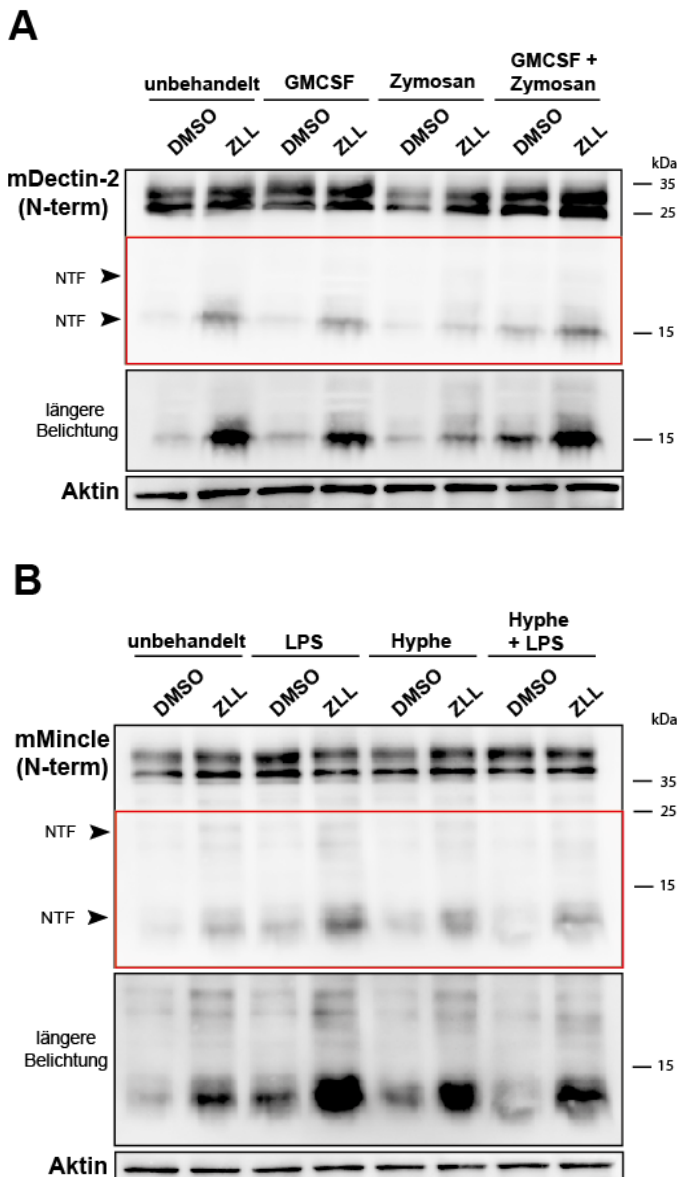 A
unbehandelt GMCSF Zymosan GMCSF +
Zymosan
DMSO ZLL DMSO ZLL DMSO ZLL DMSO ZLL
kDa
mDectin-2
(N-term)
35
25
NTF
NTF
15
längere
Belichtung
15
Aktin
B
unbehandelt LPS Hyphe Hyphe
+ LPS
DMSO ZLL DMSO ZLL DMSO ZLL DMSO ZLL
kDa
mMincle
(N-term)
35
25
NTF
15
NTF
längere
Belichtung
15
Aktin